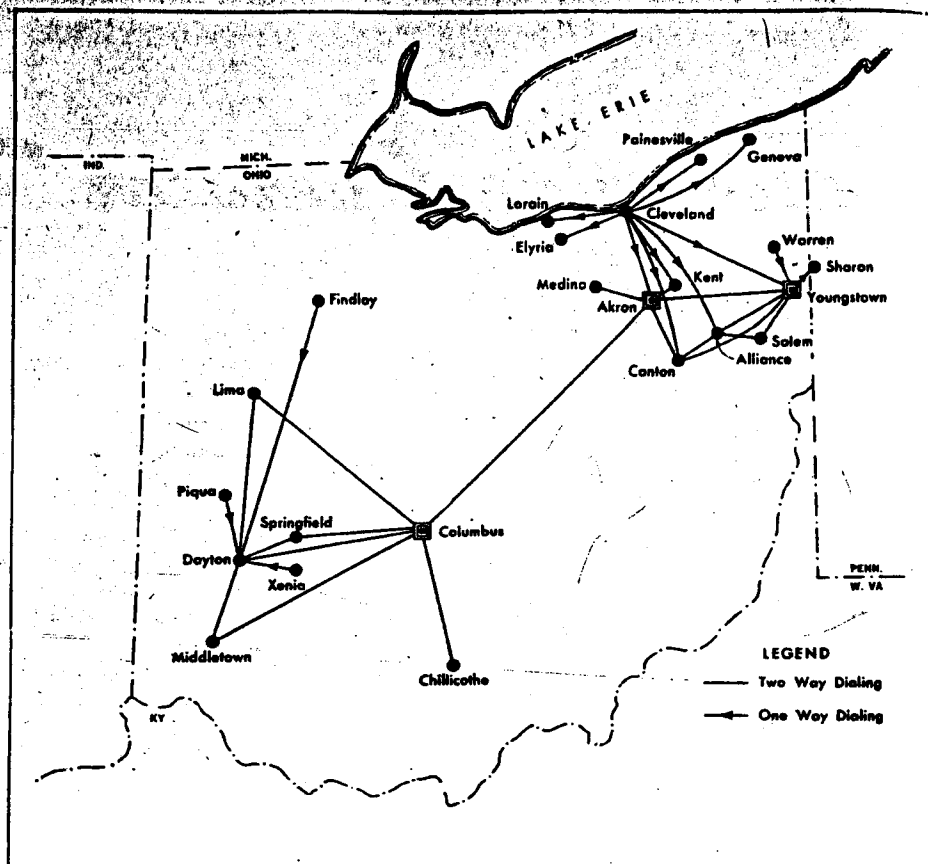 LAKE ERIE
Painesville
Geneva
MICH.
IND.
OHIO
Lorain
Cleveland
Elyria
Warren
Sharon
Medina
Kent
Akron
Youngstown
Findlay
Salem
Alliance
Canton
Lima
Piqua
Springfield
Columbus
Dayton
Xenia
PENN.
W. VA
Middletown
LEGEND
Chillicothe
Two Way Dialing
KY
One Way Dialing